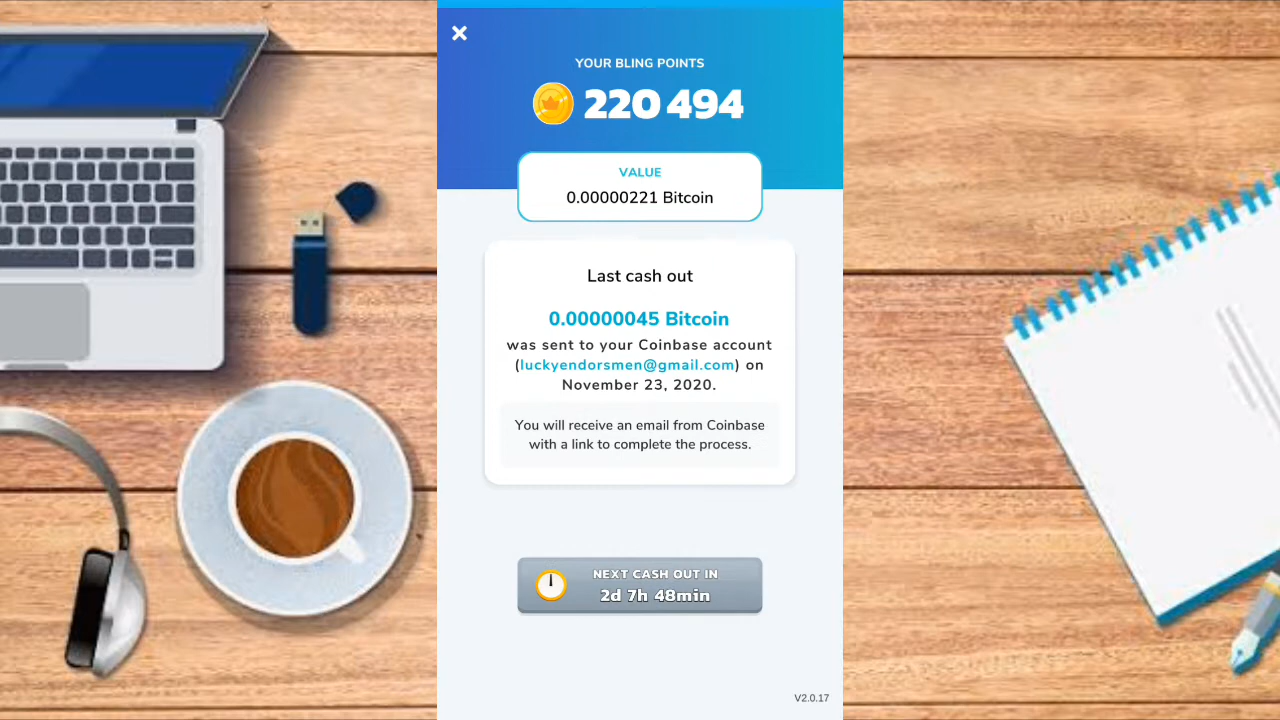 YOUR BLING POINTS
220 494
VALUE
0.00000221 Bitcoin
Last cash out
0.00000045 Bitcoin
was sent to your Coinbase account
(luckyendorsmen@gmail.com) on
November 23, 2020.
You will receive an email from Coinbase
with a link to complete the process.
NEXT CASH OUT IN
2d 7h 48min
V2.0.17